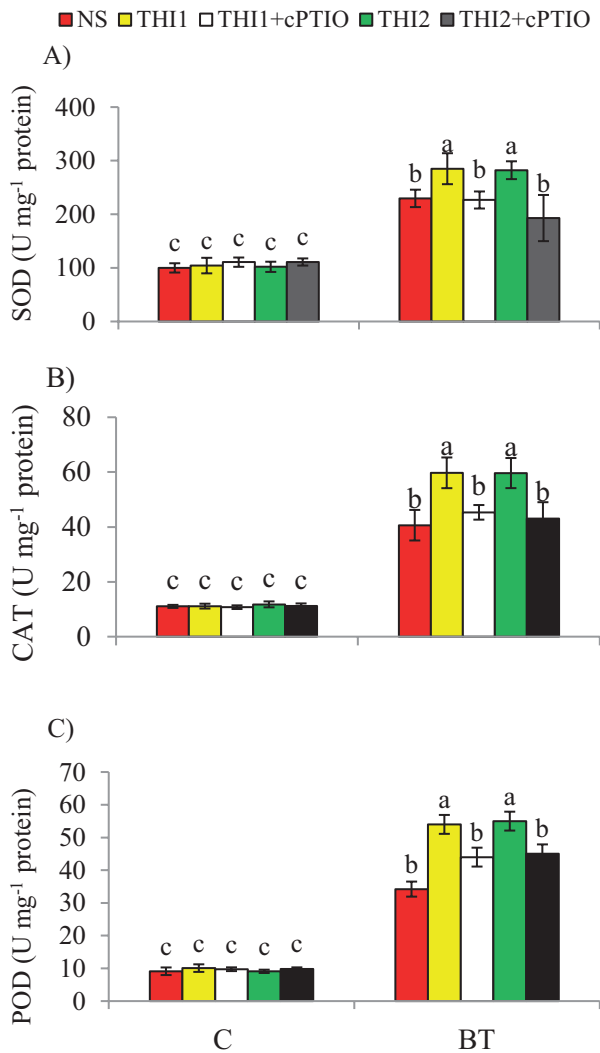 NS THI1 THI1+cPTIO THI2 THI2+cPTIO
A)
SOD (U mg-1 protein)
400
300
200
100
0
c c c c c
b a b a b
B)
CAT (U mg-1 protein)
80
60
40
20
0
c c c c c
b a b a b
C)
POD (U mg-1 protein)
70
60
50
40
30
20
10
0
c c c c c
b a b a b
C BT